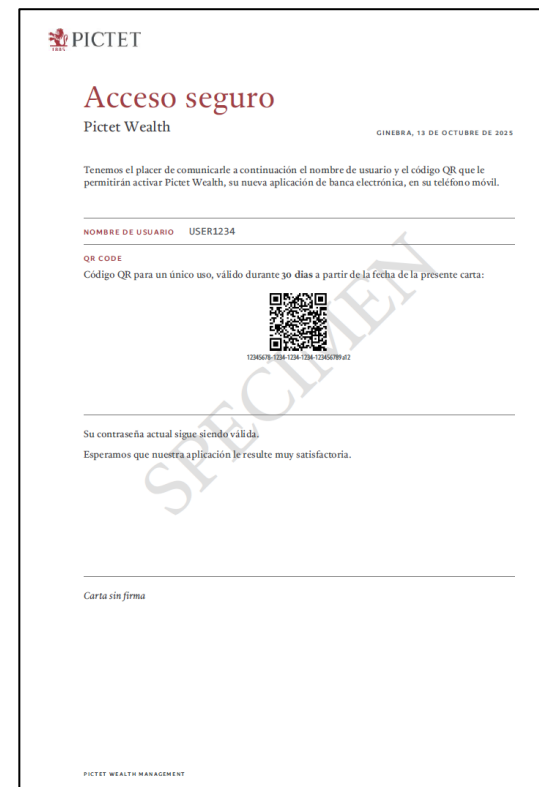 PICTET
1805
Acceso seguro
Pictet Wealth
GINEBRA, 13 DE OCTUBRE DE 2025
Tenemos el placer de comunicarle a continuación el nombre de usuario y el código QR que le
permitirán activar Pictet Wealth, su nueva aplicación de banca electrónica, en su teléfono móvil.
NOMBRE DE USUARIO USER1234
QR CODE
Código QR para un único uso, válido durante 30 días a partir de la fecha de la presente carta:
12345678-1234-1234-1234-123456789a12
SPECIMEN
Su contraseña actual sigue siendo válida.
Esperamos que nuestra aplicación le resulte muy satisfactoria.
Carta sin firma
PICTET WEALTH MANAGEMENT